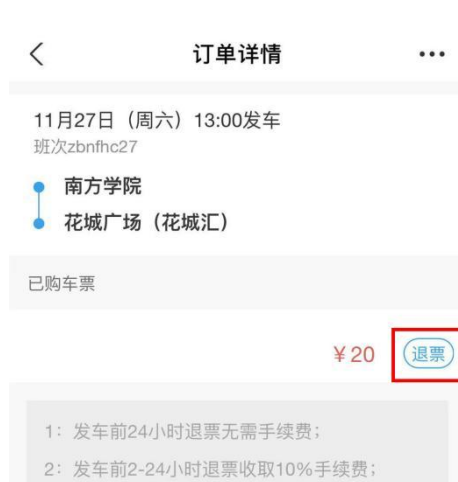 订单详情
11月27日（周六）13:00发车
班次zbnfhc27
南方学院
花城广场（花城汇）
已购车票
￥20 退票
1：发车前24小时退票无需手续费；
2：发车前2-24小时退票收取10%手续费；